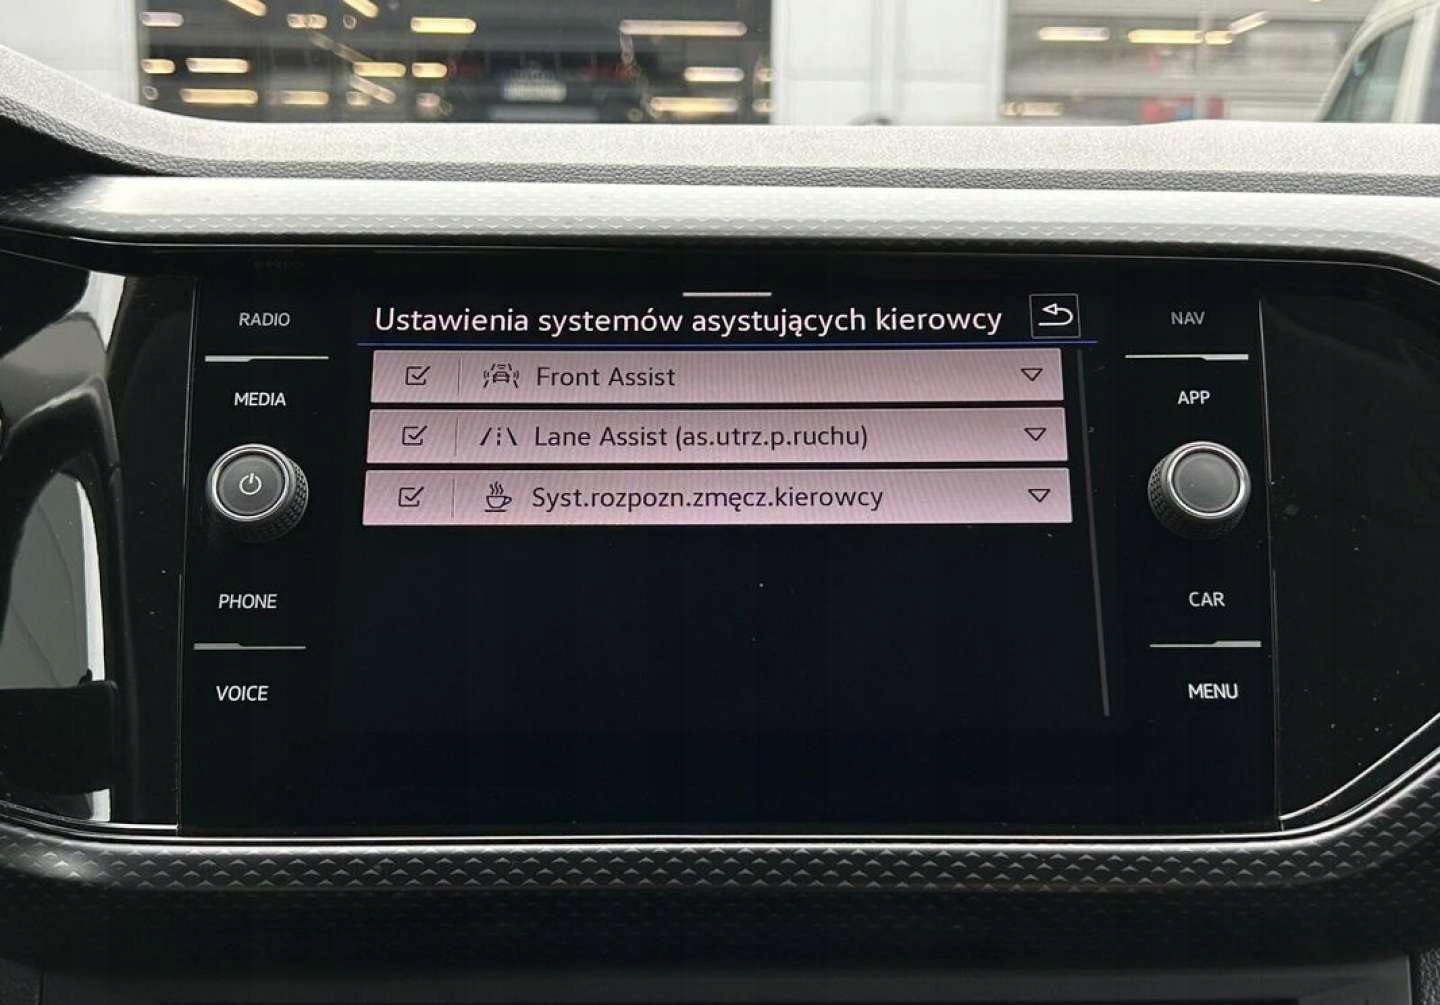 Ustawienia systemów asystujących kierowcy
Front Assist
Lane Assist (as.utrz.p.ruchu)
Syst.rozpozn.zmęcz.kierowcy
RADIO
MEDIA
PHONE
VOICE
NAV
APP
CAR
MENU